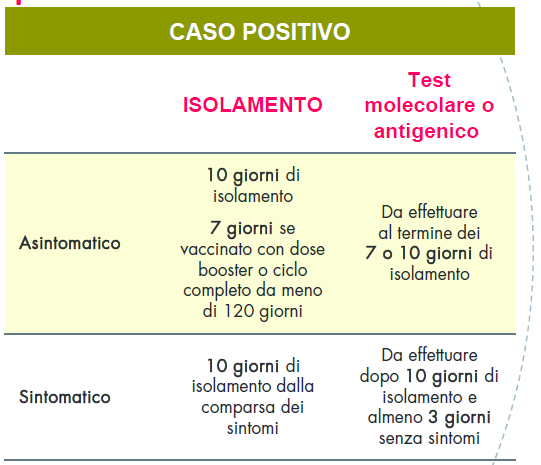 CASO POSITIVO
ISOLAMENTO
Test
molecolare o
antigenico
Asintomatico
10 giorni di
isolamento
7 giorni se
vaccinato con dose
booster o ciclo
completo da meno
di 120 giorni
Da effettuare
al termine dei
7 o 10 giorni di
isolamento
Sintomatico
10 giorni di
isolamento dalla
comparsa dei
sintomi
Da effettuare
dopo 10 giorni di
isolamento e
almeno 3 giorni
senza sintomi